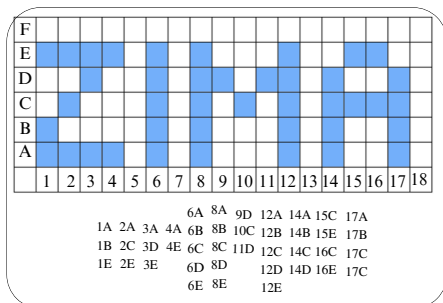 F
E
D
C
B
A
1 2 3 4 5 6 7 8 9 10 11 12 13 14 15 16 17 18
6A 8A 9D 12A 14A 15C 17A
1A 2A 3A 4A 6B 8B 10C 12B 14B 15E 17B
1B 2C 3D 4E 6C 8C 11D 12C 14C 16C 17C
1E 2E 3E 6D 8D 12D 14D 16E 17C
6E 8E 12E